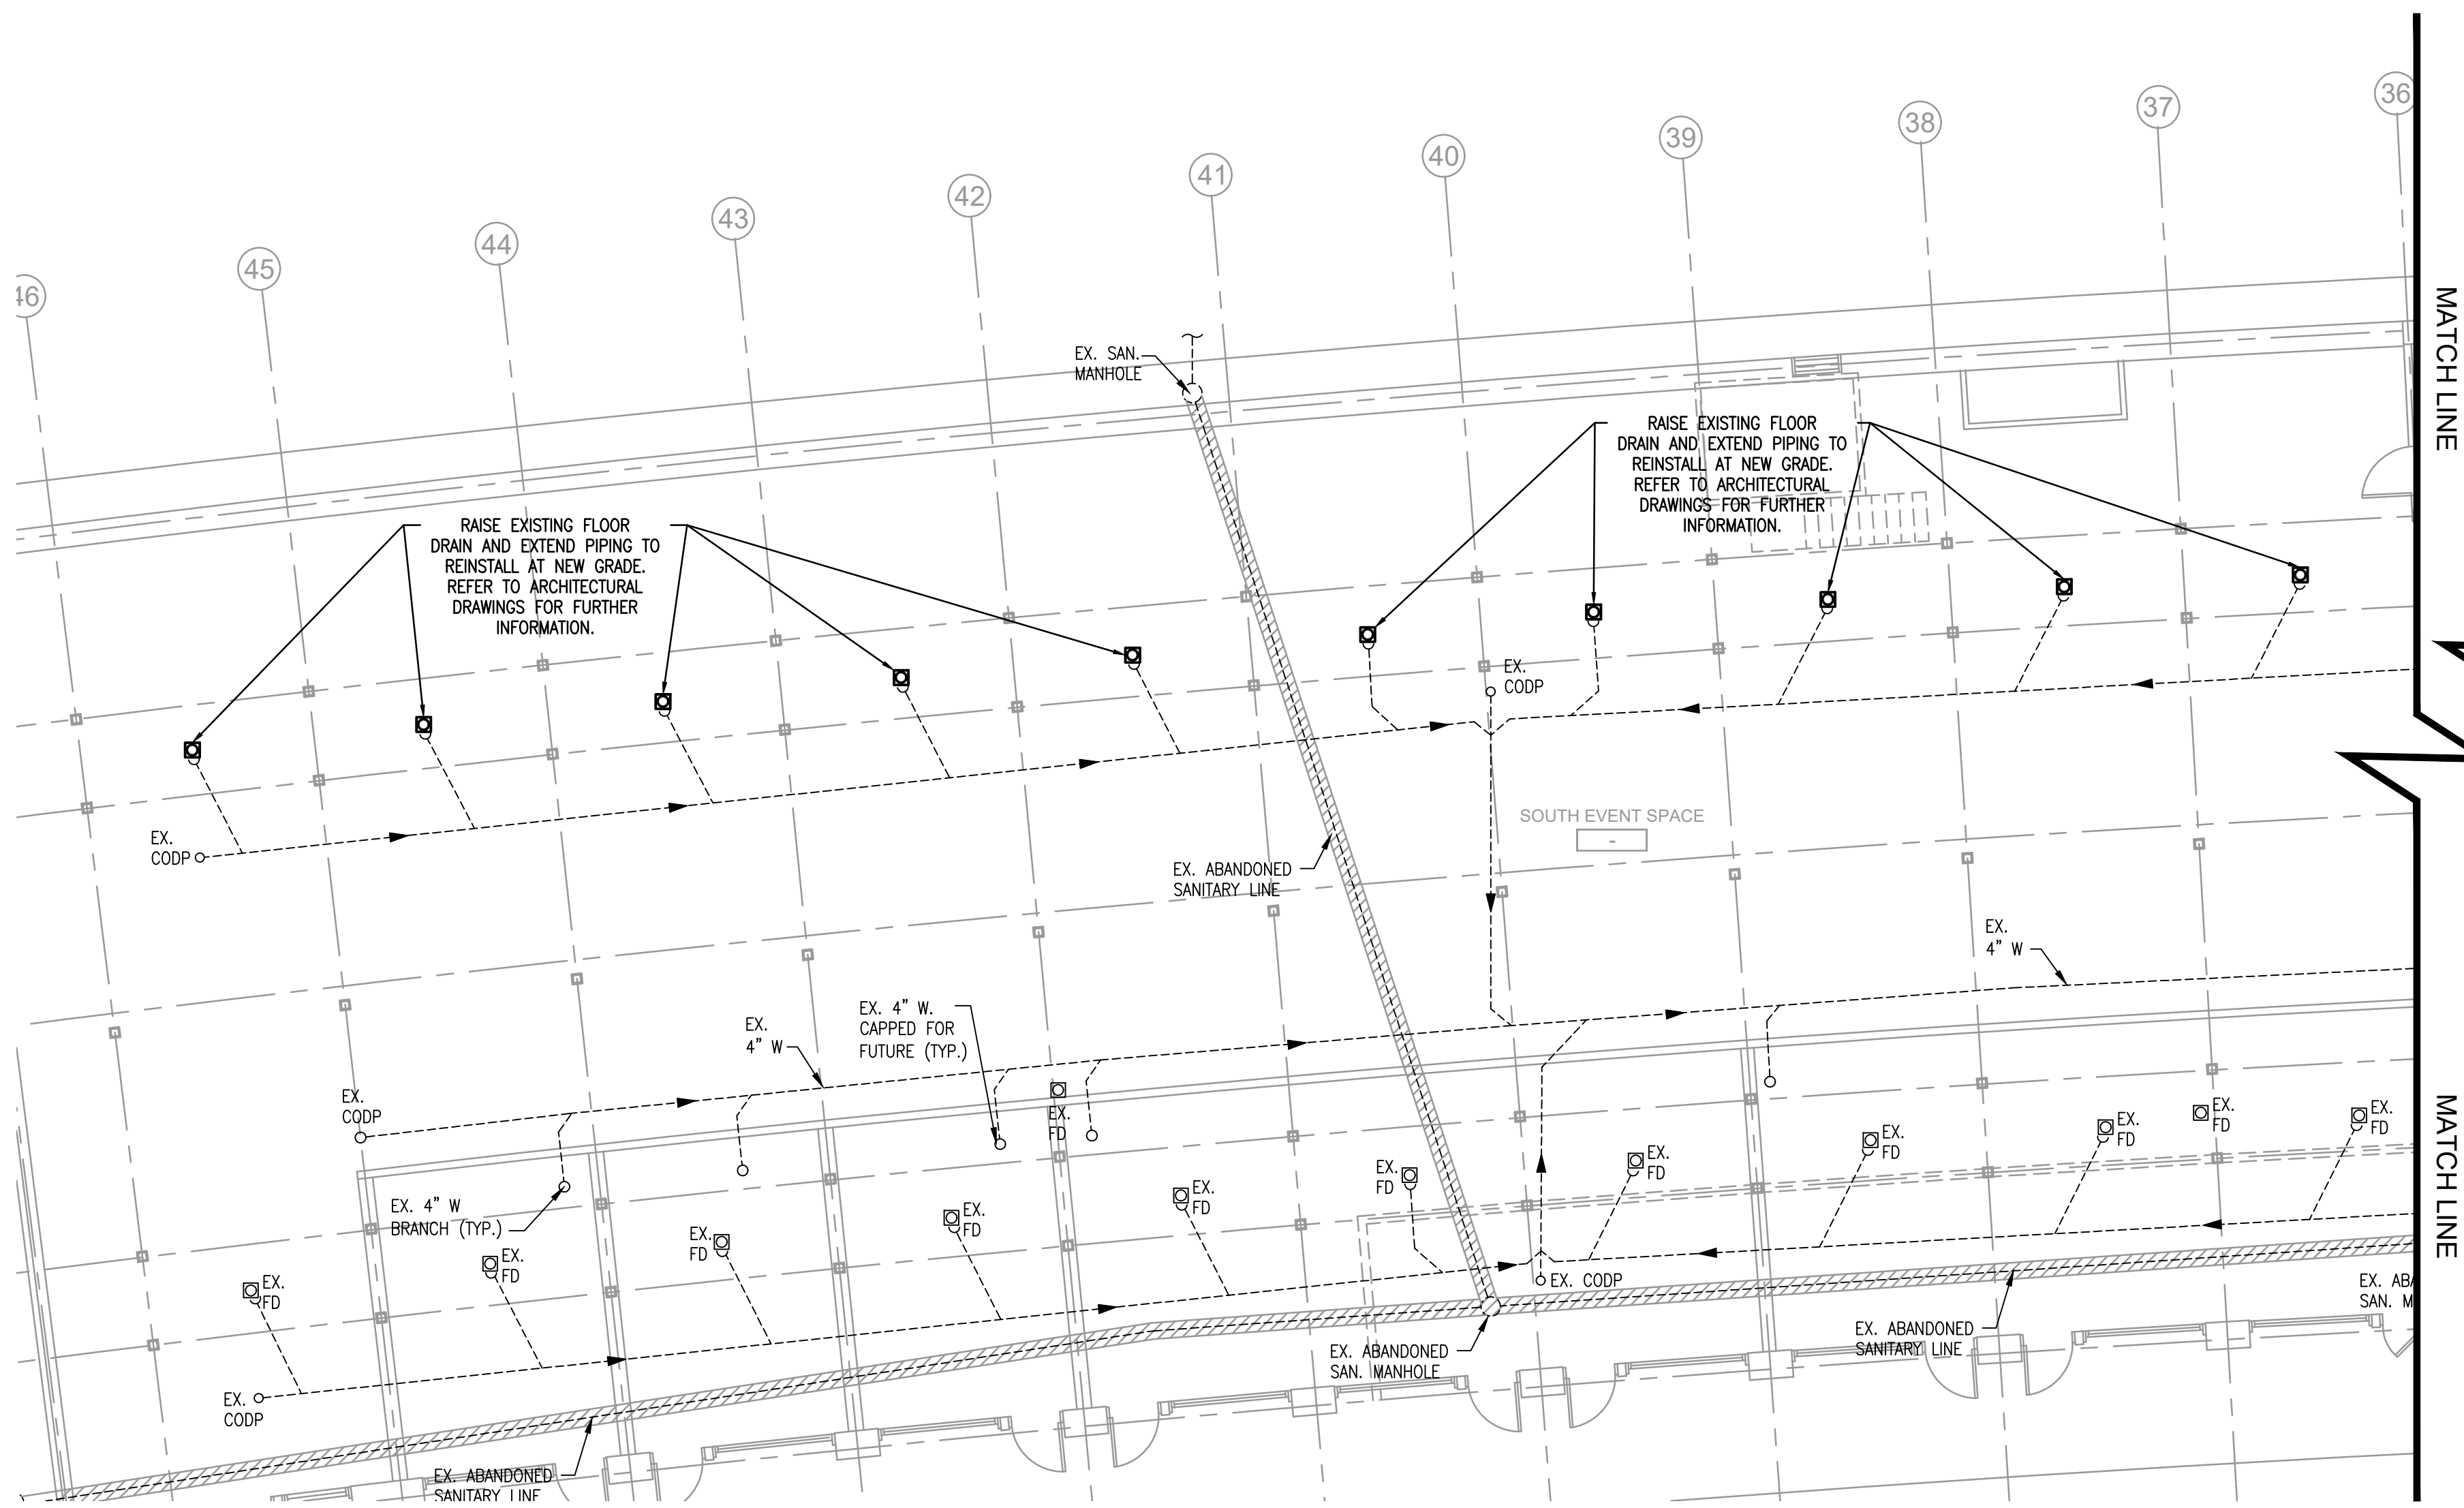 36
37
38
39
40
41
42
43
44
45
46
MATCH LINE
EX. SAN.
MANHOLE
RAISE EXISTING FLOOR
DRAIN AND EXTEND PIPING TO
REINSTALL AT NEW GRADE.
REFER TO ARCHITECTURAL
DRAWINGS FOR FURTHER
INFORMATION.
RAISE EXISTING FLOOR
DRAIN AND EXTEND PIPING TO
REINSTALL AT NEW GRADE.
REFER TO ARCHITECTURAL
DRAWINGS FOR FURTHER
INFORMATION.
EX.
CODP
SOUTH EVENT SPACE
-
EX.
CODP
EX. ABANDONED
SANITARY LINE
EX.
4" W
EX. 4" W.
CAPPED FOR
FUTURE (TYP.)
EX.
4" W
EX.
CODP
EX.
FD
EX.
FD
EX.
FD
EX.
FD
EX.
FD
EX.
FD
EX.
FD
EX.
FD
EX.
FD
EX. 4" W
BRANCH (TYP.)
EX.
FD
EX.
FD
EX.
FD
EX. CODP
MATCH LINE
EX. ABA
SAN. M
EX. ABANDONED
SANITARY LINE
EX. ABANDONED
SAN. MANHOLE
EX.
CODP
EX. ABANDONED
SANITARY LINE